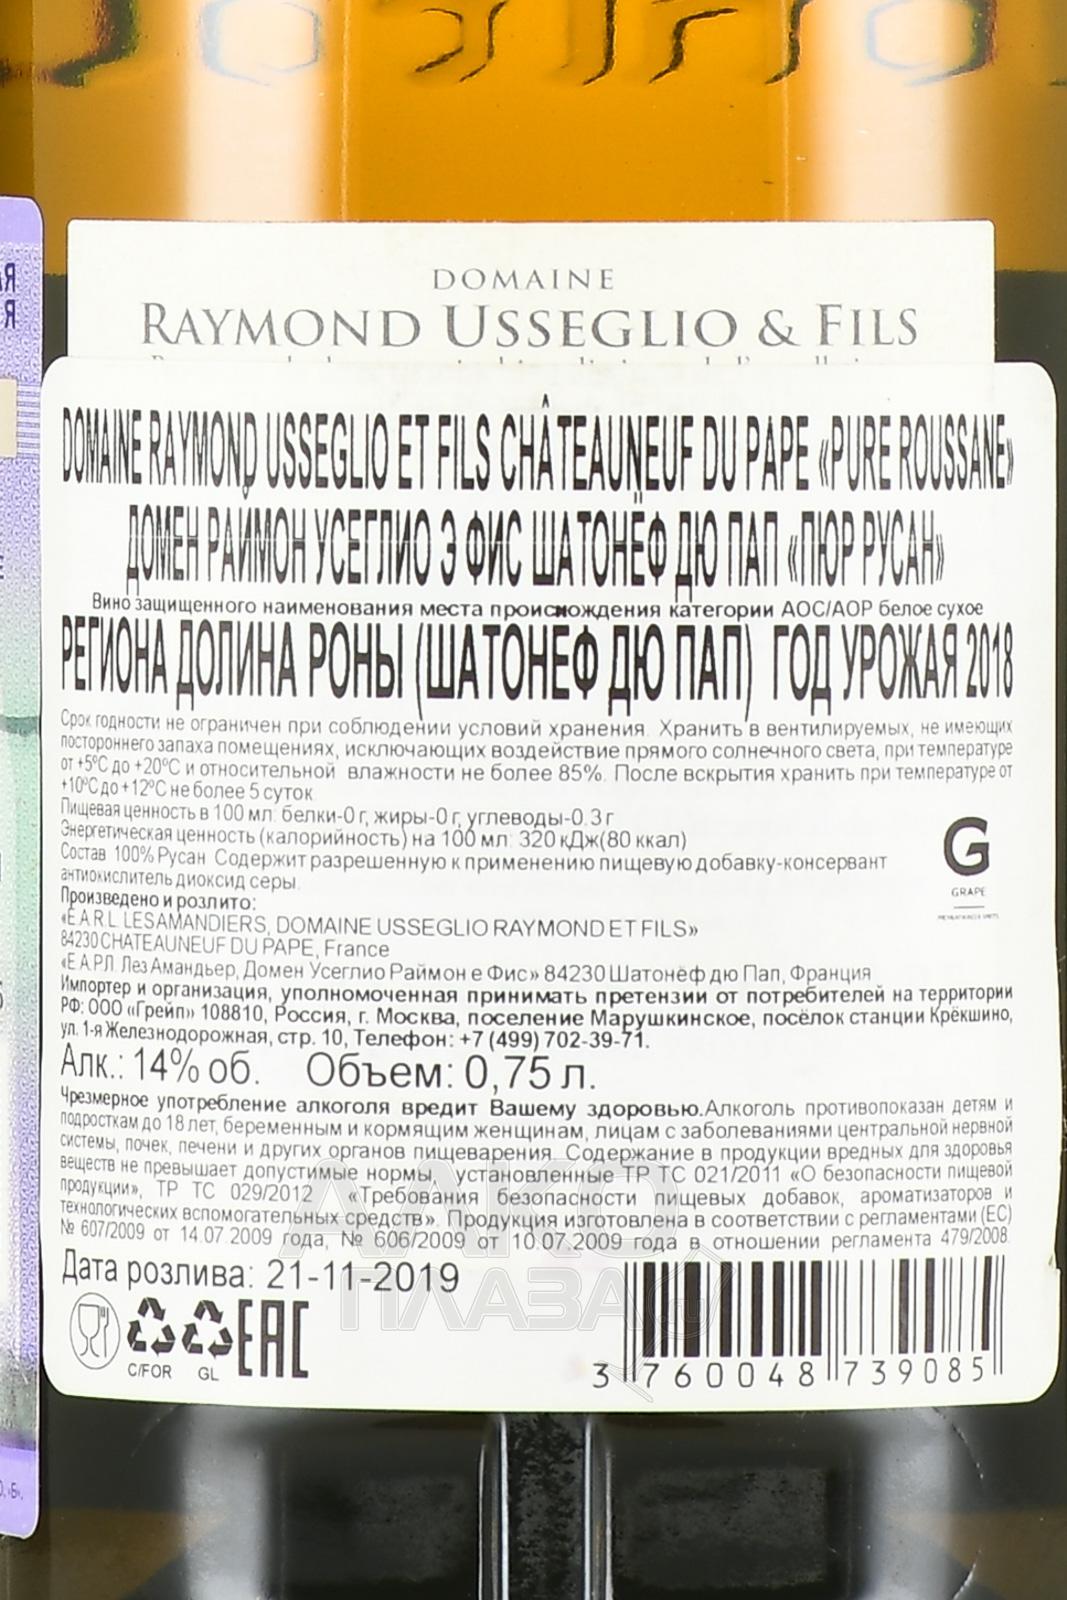 DOMAINE
RAYMOND USSEGLIO & FILS
DOMAINE RAYMOND USSEGLIO ET FILS CHÂTEAUNEUF DU PAPE «PURE ROUSSANE»
ДОМЕН РАЙМОН УСЕГЛИО Э ФИС ШАТОНЁФ ДЮ ПАП «ПЮР РУСАН»
Вино защищенного наименования места происхождения категории AOC/AOP белое сухое
РЕГИОНА ДОЛИНА РОНЫ (ШАТОНЕФ ДЮ ПАП) ГОД УРОЖАЯ 2018
Срок годности не ограничен при соблюдении условий хранения. Хранить в вентилируемых, не имеющих
постороннего запаха помещениях, исключающих воздействие прямого солнечного света, при температуре
от +5°С до +20°С и относительной влажности не более 85%. После вскрытия хранить при температуре от
+10°С до +12°С не более 5 суток
Пищевая ценность в 100 мл: белки-0 г, жиры-0 г, углеводы-0.3 г
Энергетическая ценность (калорийность) на 100 мл: 320 кДж(80 ккал)
Состав 100% Русан Содержит разрешенную к применению пищевую добавку-консервант
антиокислитель диоксид серы.
Произведено и розлито:
«E.A.R.L. LES AMANDIERS, DOMAINE USSEGLIO RAYMOND ET FILS»
84230 CHATEAUNEUF DU PAPE, France
«Е.А.РЛ. Лез Амандьер, Домен Усеглио Раймон е Фис» 84230 Шатонёф дю Пап, Франция
Импортер и организация, уполномоченная принимать претензии от потребителей на территории
РФ: ООО «Грейп» 108810, Россия, г. Москва, поселение Марушкинское, посёлок станции Крёкшино,
ул. 1-я Железнодорожная, стр. 10, Телефон: +7 (499) 702-39-71.
Алк.: 14% об. Объем: 0,75 л.
Чрезмерное употребление алкоголя вредит Вашему здоровью.Алкоголь противопоказан детям и
подросткам до 18 лет, беременным и кормящим женщинам, лицам с заболеваниями центральной нервной
системы, почек, печени и других органов пищеварения. Содержание в продукции вредных для здоровья
веществ не превышает допустимые нормы, установленные ТР ТС 021/2011 «О безопасности пищевой
продукции», ТР ТС 029/2012 «Требования безопасности пищевых добавок, ароматизаторов и
технологических вспомогательных средств». Продукция изготовлена в соответствии с регламентами (ЕС)
№ 607/2009 от 14.07.2009 года, № 606/2009 от 10.07.2009 года в отношении регламента 479/2008.
Дата розлива: 21-11-2019
C/FOR
GL
EAC
3 760048 739085
G
GRAPE
АЛКО
ПЛАЗА
.ru